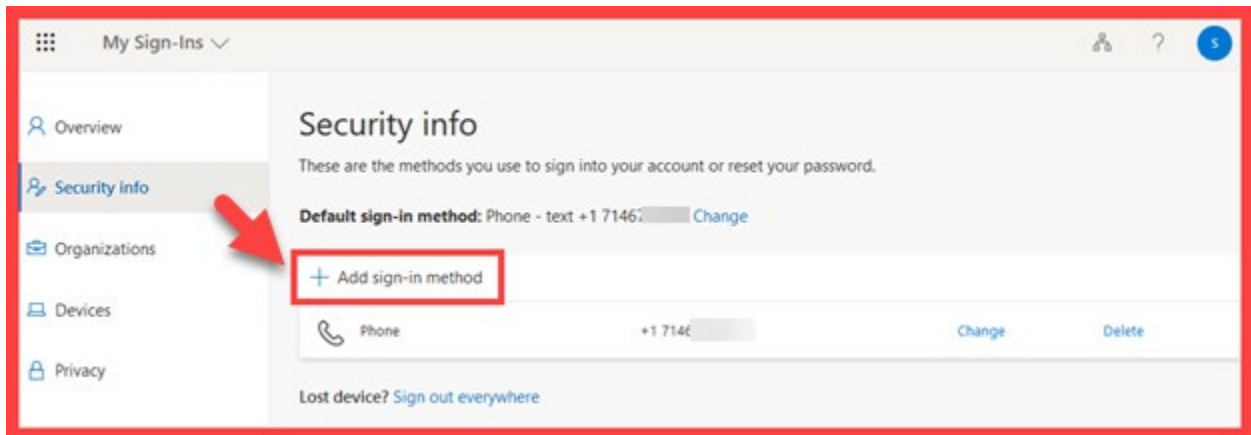 My Sign-Ins
?
S
Overview
Security info
Organizations
Devices
Privacy
Security info
These are the methods you use to sign into your account or reset your password.
Default sign-in method: Phone - text +1 7146 Change
+ Add sign-in method
Phone +1 714 Change Delete
Lost device? Sign out everywhere